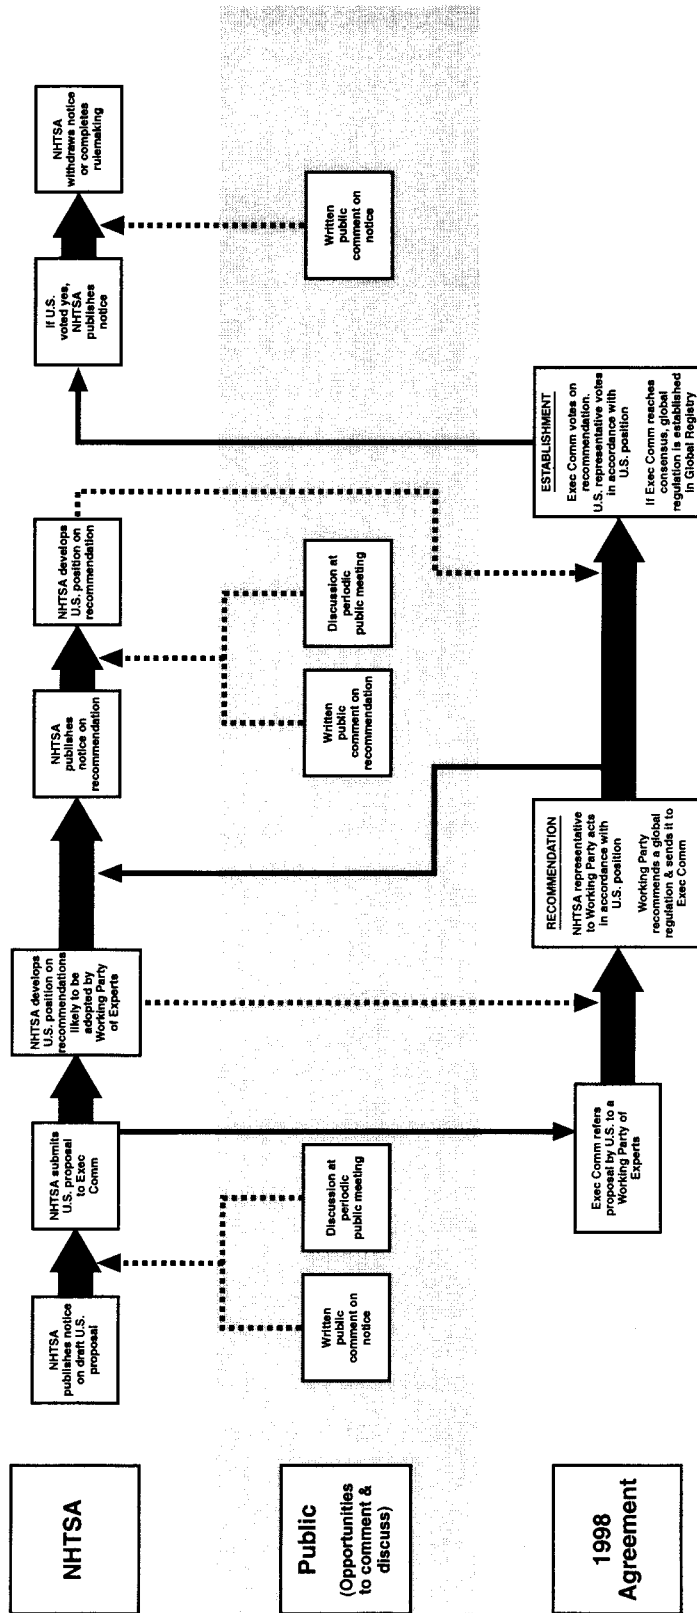 NHTSA
NHTSA
publishes notice
on draft U.S.
proposal
NHTSA submits
U.S. proposal
to Exec
Comm
NHTSA develops
U.S. position on
recommendations
likely to be
adopted by
Working Party
of Experts
NHTSA
publishes
notice on
recommendation
NHTSA develops
U.S. position on
recommendation
If U.S.
voted yes,
NHTSA
publishes
notice
NHTSA
withdraws notice
or completes
rulemaking
Public
(Opportunities
to comment &
discuss)
Written
public
comment on
notice
Discussion at
periodic
public meeting
Written
public
comment on
recommendation
Discussion at
periodic
public meeting
Written
public
comment on
notice
1998
Agreement
Exec Comm refers
proposal by U.S. to a
Working Party of
Experts
RECOMMENDATION
NHTSA representative
to Working Party acts
in accordance with
U.S. position
Working Party
recommends a global
regulation & sends it to
Exec Comm
ESTABLISHMENT
Exec Comm votes on
recommendation.
U.S. representative votes
in accordance with
U.S. position
If Exec Comm reaches
consensus, global
regulation is established
in Global Registry